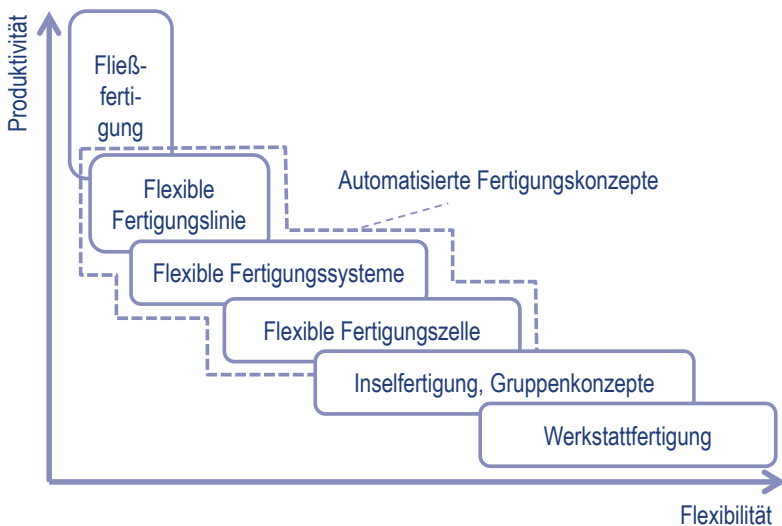 Produktivität
Fließ-
ferti-
gung
Flexible
Fertigungslinie
Automatisierte Fertigungskonzepte
Flexible Fertigungssysteme
Flexible Fertigungszelle
Inselfertigung, Gruppenkonzepte
Werkstattfertigung
Flexibilität